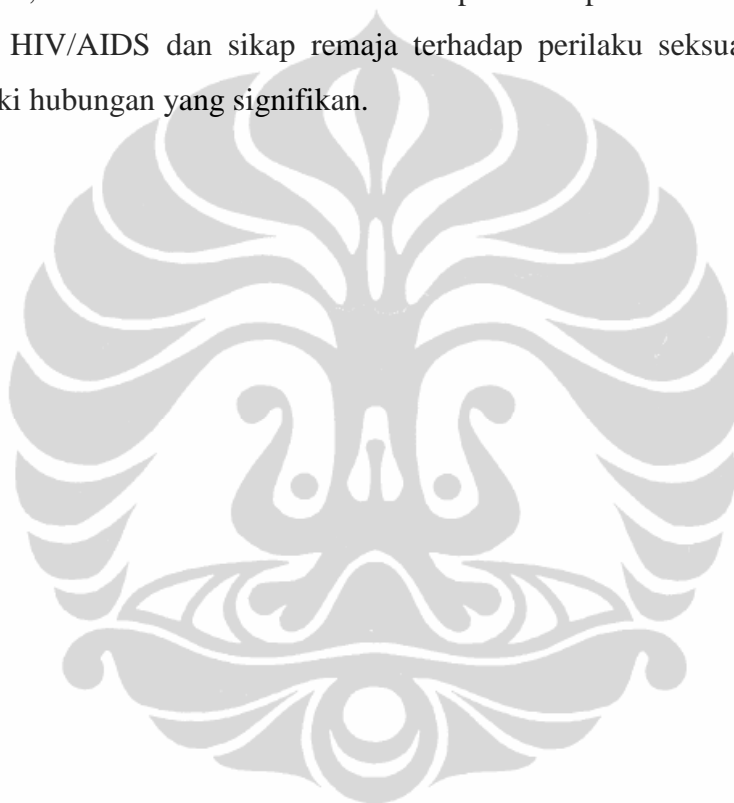 HIV/AIDS dan sikap remaja terhadap perilaku seksua
ki hubungan yang signifikan.